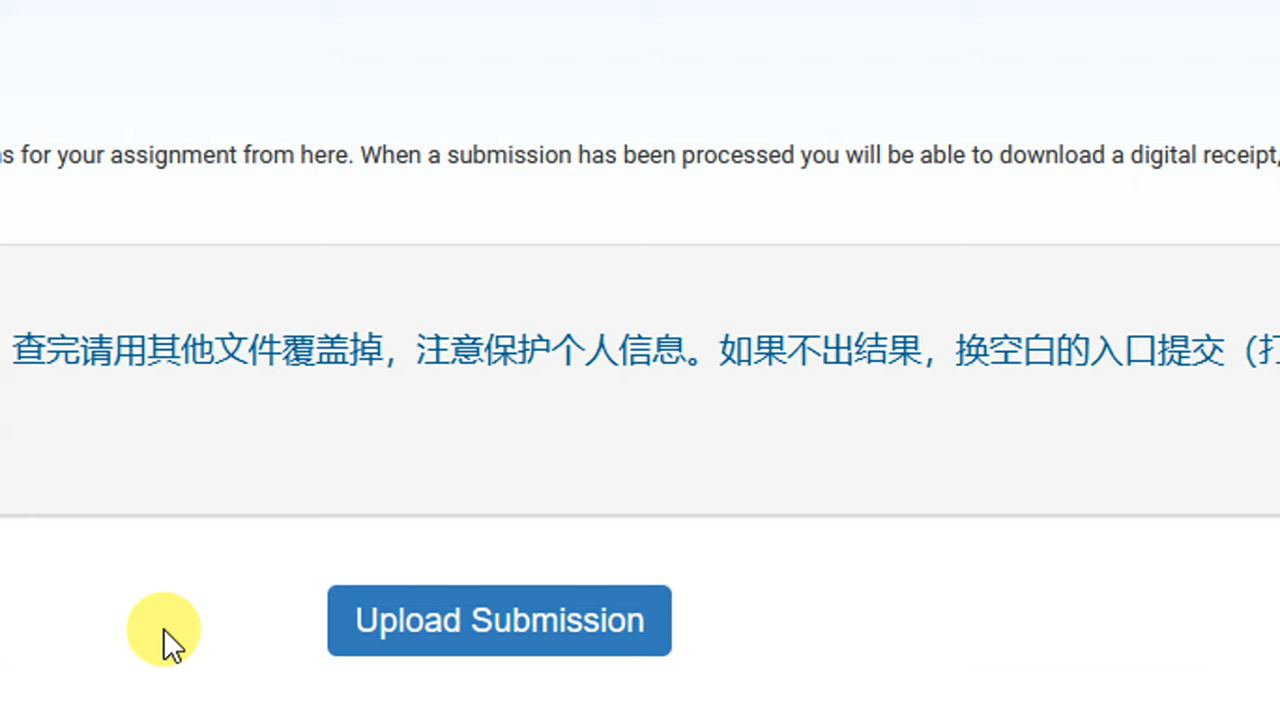 s for your assignment from here. When a submission has been processed you will be able to download a digital receipt,
查完请用其他文件覆盖掉，注意保护个人信息。如果不出结果，换空白的入口提交（打
Upload Submission